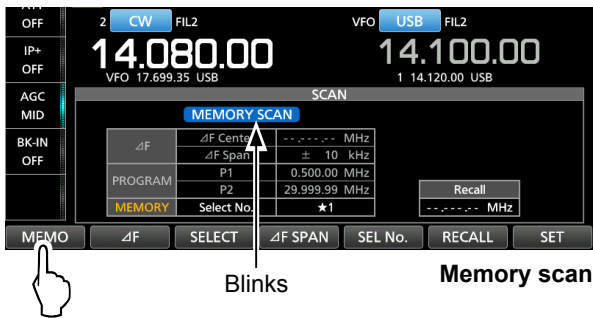 OFF
2 CW FIL2 VFO USB FIL2
IP+
OFF
14.080.00 14.100.00
VFO 17.699.35 USB 1 14.120.00 USB
AGC
MID
SCAN
MEMORY SCAN
BK-IN
OFF
⊿F ⊿F Cente --.---.-- MHz
⊿F Span ± 10 kHz
PROGRAM P1 0.500.00 MHz
P2 29.999.99 MHz
Recall
MEMORY Select No. ★1 --.---.-- MHz
MEMO ⊿F SELECT ⊿F SPAN SEL No. RECALL SET
Blinks
Memory scan